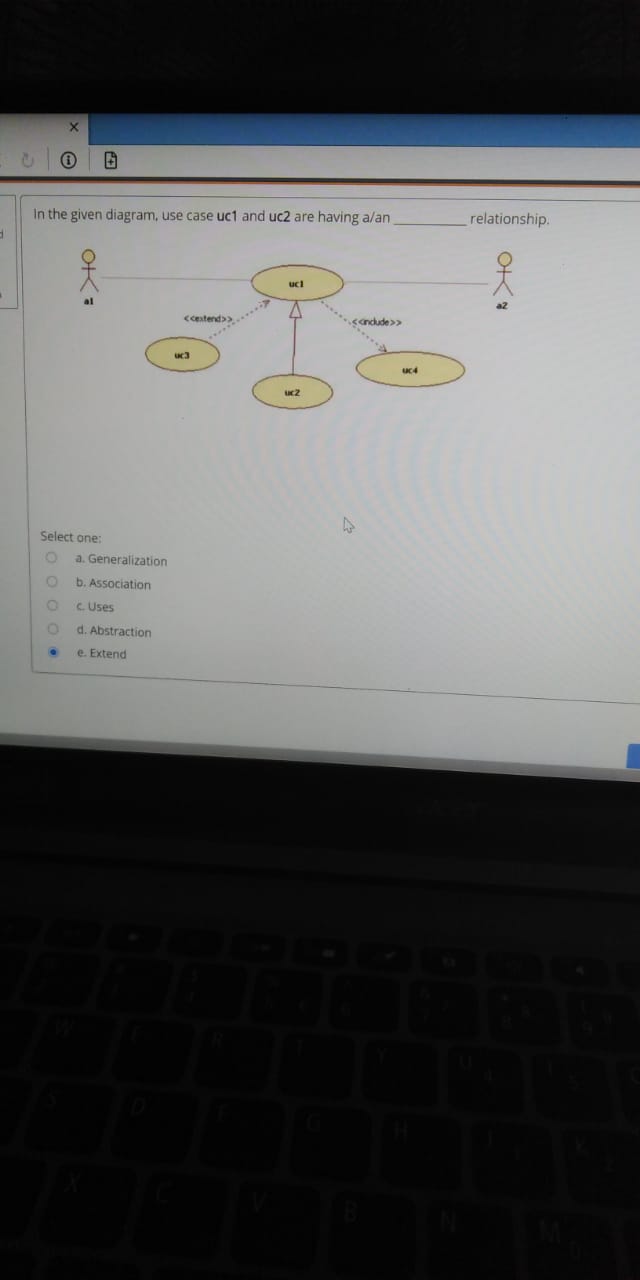 In the given diagram, use case uc1 and uc2 are having a/an ________ relationship.
uc1
a1
a2
<<extend>>
<<include>>
uc3
uc4
uc2
Select one:
a. Generalization
b. Association
c. Uses
d. Abstraction
e. Extend
W
R
T
Y
U
S
D
F
G
H
J
K
X
C
V
B
N
M